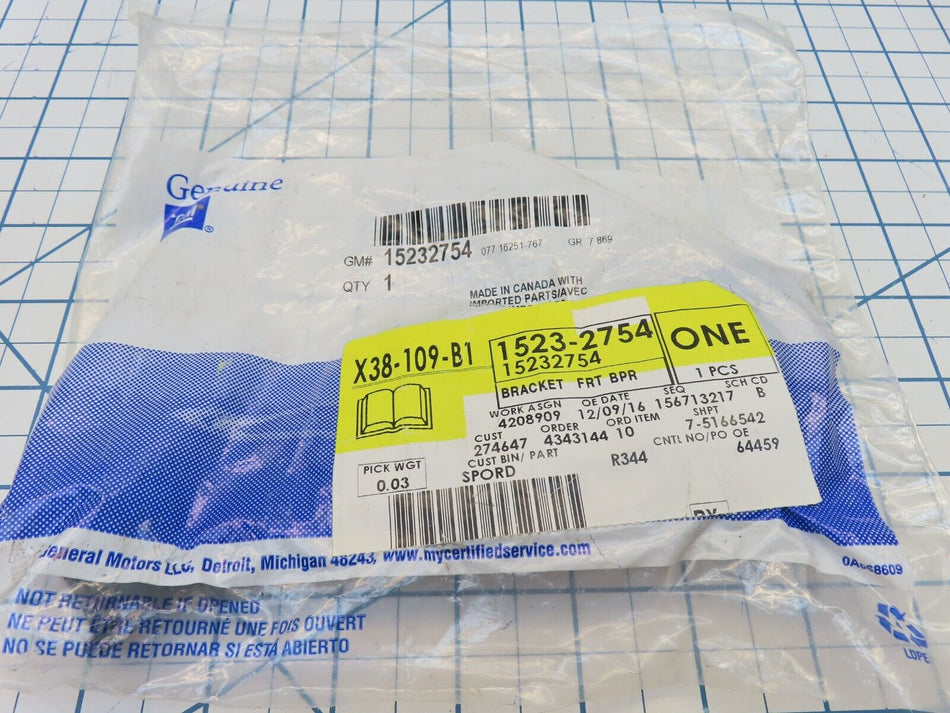 Genuine
gm
®
GM# 15232754 077 16251-767 GR 7 869
QTY 1
MADE IN CANADA WITH
IMPORTED PARTS/AVEC
X38-109-B1
1523-2754
15232754
BRACKET FRT BPR
ONE
1 PCS
WORK ASGN OE DATE SEQ SCH CD
4208909 12/09/16 156713217 B
CUST ORDER ORD ITEM SHPT
274647 4343144 10 7-5166542
CUST BIN/ PART CNTL NO/PO OE
SPORD R344 64459
PICK WGT
0.03
General Motors LLC, Detroit, Michigan 48243, www.mycertifiedservice.com
NOT RETURNABLE IF OPENED
NE PEUT ÊTRE RETOURNÉ UNE FOIS OUVERT
NO SE PUEDE RETORNAR SI ESTÁ ABIERTO
LDPE